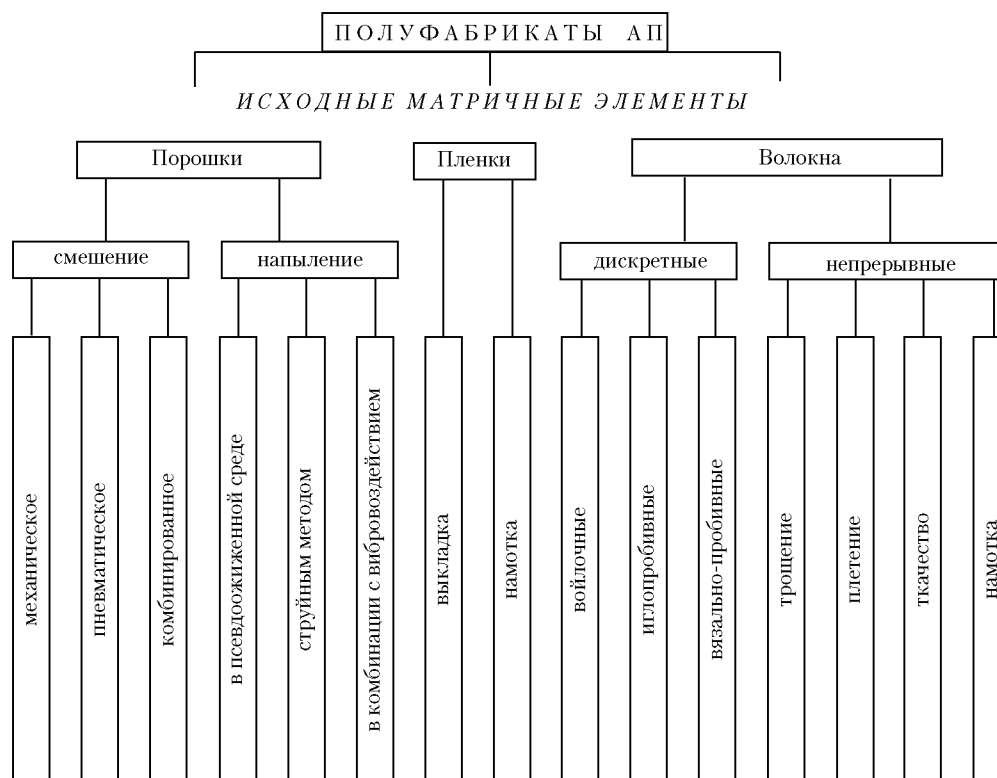 ПОЛУФАБРИКАТЫ АП
ИСХОДНЫЕ МАТРИЧНЫЕ ЭЛЕМЕНТЫ
Порошки
Пленки
Волокна
смешение
напыление
дискретные
непрерывные
механическое
пневматическое
комбинированное
в псевдоожиженной среде
струйным методом
в комбинации с вибровоздействием
выкладка
намотка
войлочные
иглопробивные
вязально-пробивные
трощение
плетение
ткачество
намотка